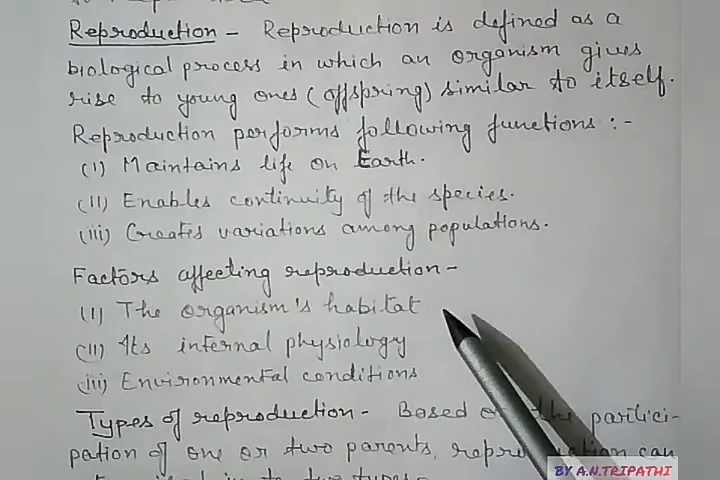 Reproduction - Reproduction is defined as a
biological process in which an organism gives
rise to young ones (offspring) similar to itself.
Reproduction performs following functions :-
(i) Maintains life on Earth.
(ii) Enables continuity of the species.
(iii) Creates variations among populations.
Factors affecting reproduction -
(i) The organism's habitat
(ii) Its internal physiology
(iii) Environmental conditions
Types of reproduction - Based on the partici-
pation of one or two parents, reproduction can
two types -
BY A.N.TRIPATHI